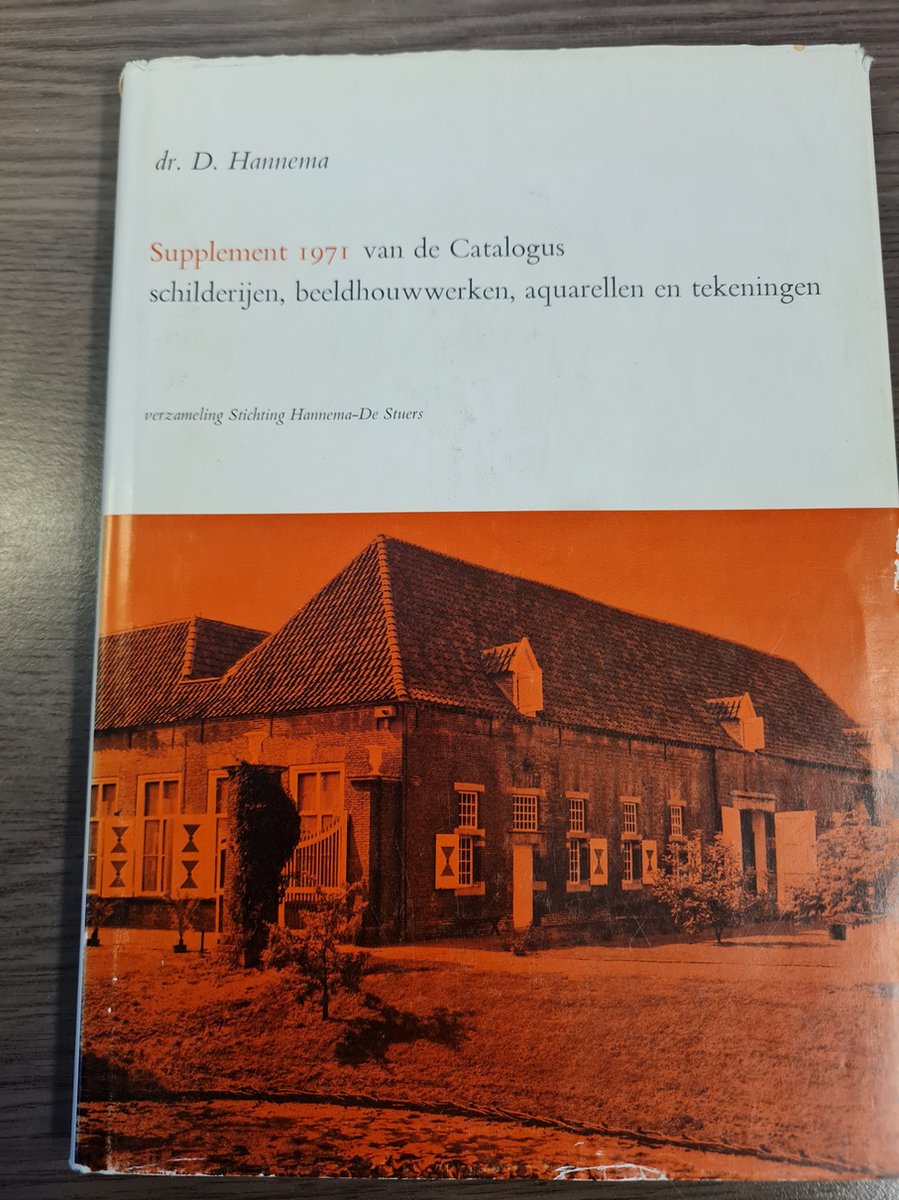 dr. D. Hannema
Supplement 1971 van de Catalogus
schilderijen, beeldhouwwerken, aquarellen en tekeningen
verzameling Stichting Hannema-De Stuers